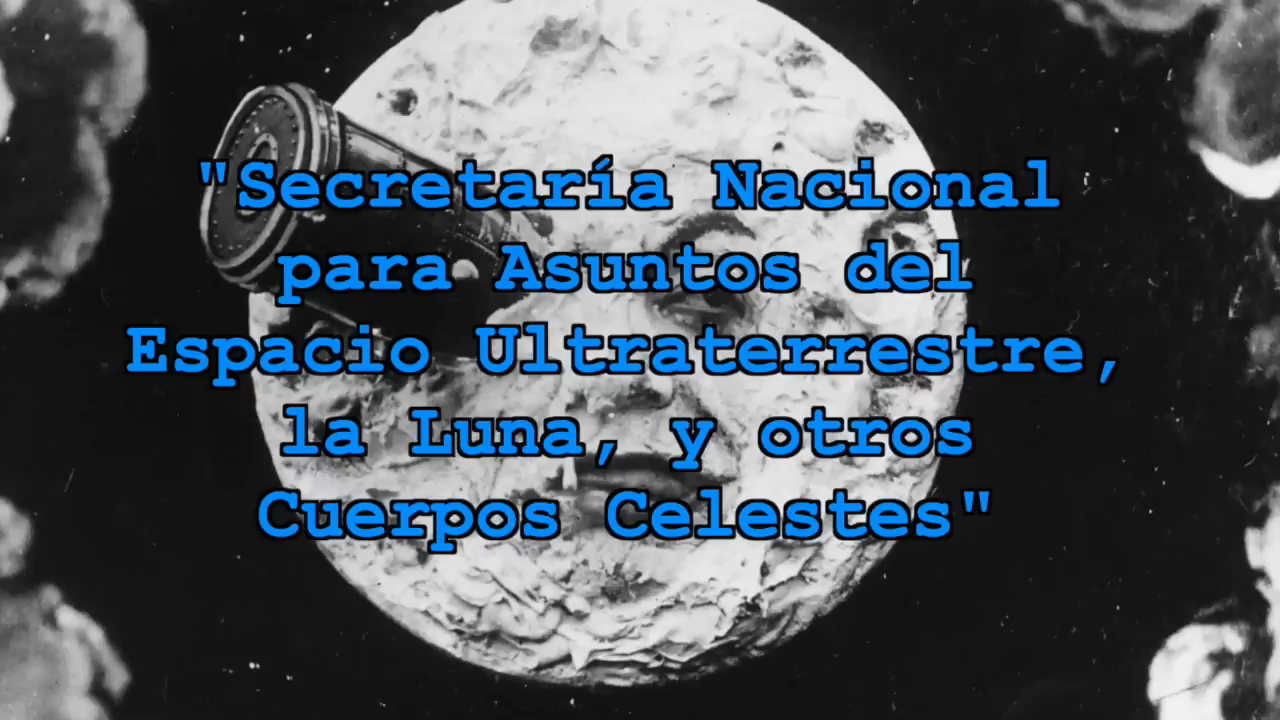 "Secretaría Nacional
para Asuntos del
Espacio Ultraterrestre,
la Luna, y otros
Cuerpos Celestes"